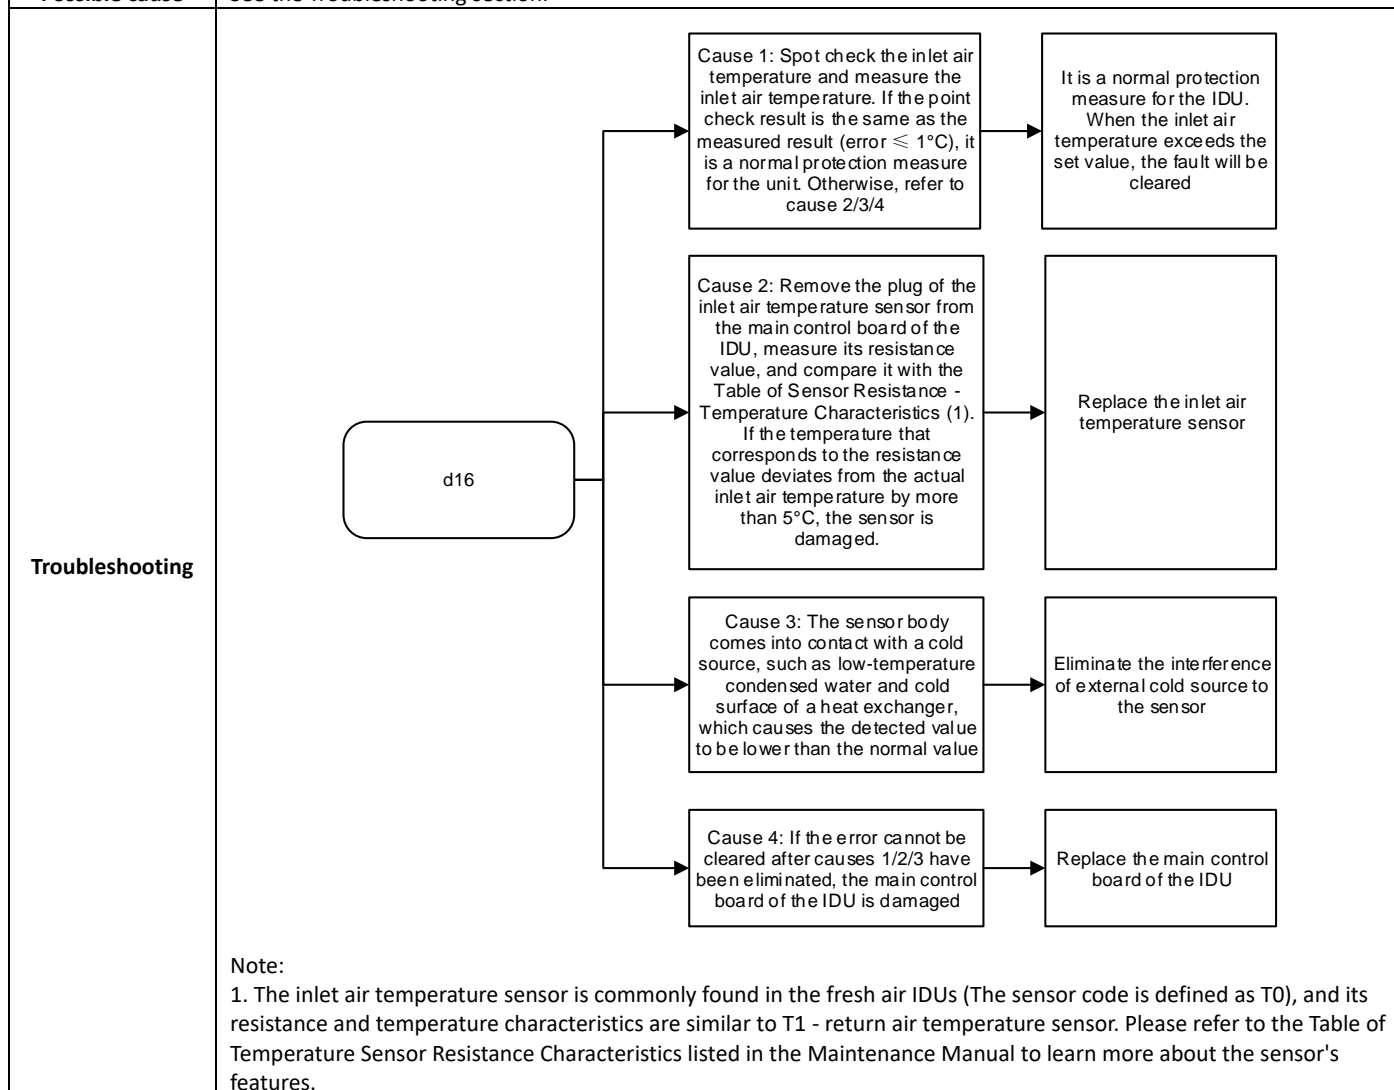 Possible cause
See the Troubleshooting section.
Troubleshooting
d16
Cause 1: Spot check the inlet air
temperature and measure the
inlet air temperature. If the point
check result is the same as the
measured result (error ≤ 1°C), it
is a normal protection measure
for the unit. Otherwise, refer to
cause 2/3/4
It is a normal protection
measure for the IDU.
When the inlet air
temperature exceeds the
set value, the fault will be
cleared
Cause 2: Remove the plug of the
inlet air temperature sensor from
the main control board of the
IDU, measure its resistance
value, and compare it with the
Table of Sensor Resistance -
Temperature Characteristics (1).
If the temperature that
corresponds to the resistance
value deviates from the actual
inlet air temperature by more
than 5°C, the sensor is
damaged.
Replace the inlet air
temperature sensor
Cause 3: The sensor body
comes into contact with a cold
source, such as low-temperature
condensed water and cold
surface of a heat exchanger,
which causes the detected value
to be lower than the normal value
Eliminate the interference
of external cold source to
the sensor
Cause 4: If the error cannot be
cleared after causes 1/2/3 have
been eliminated, the main control
board of the IDU is damaged
Replace the main control
board of the IDU
Note:
1. The inlet air temperature sensor is commonly found in the fresh air IDUs (The sensor code is defined as T0), and its
resistance and temperature characteristics are similar to T1 - return air temperature sensor. Please refer to the Table of
Temperature Sensor Resistance Characteristics listed in the Maintenance Manual to learn more about the sensor's
features.